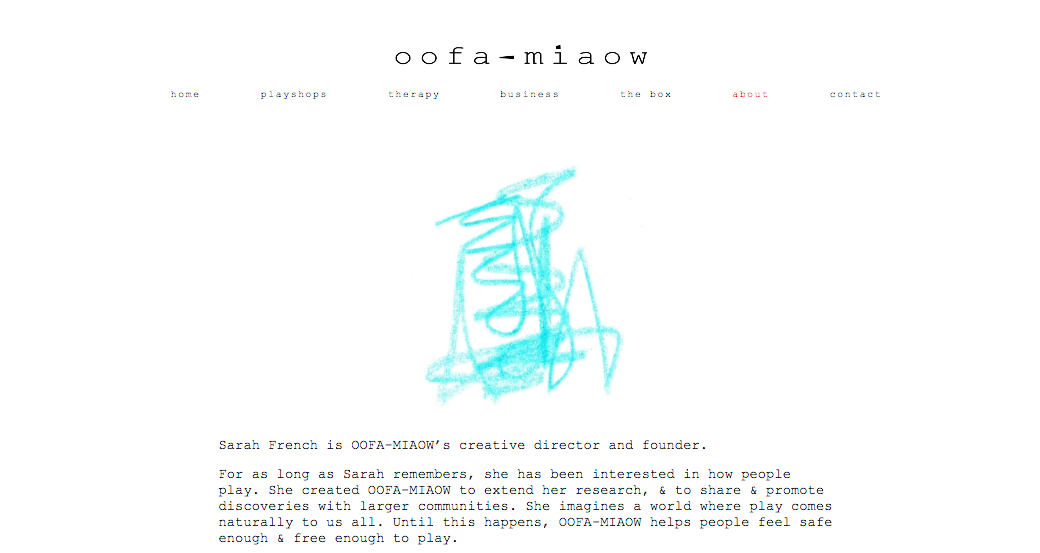 oofa-miaow
home playshops therapy business the box about contact
Sarah French is OOFA-MIAOW’s creative director and founder.
For as long as Sarah remembers, she has been interested in how people
play. She created OOFA-MIAOW to extend her research, & to share & promote
discoveries with larger communities. She imagines a world where play comes
naturally to us all. Until this happens, OOFA-MIAOW helps people feel safe
enough & free enough to play.